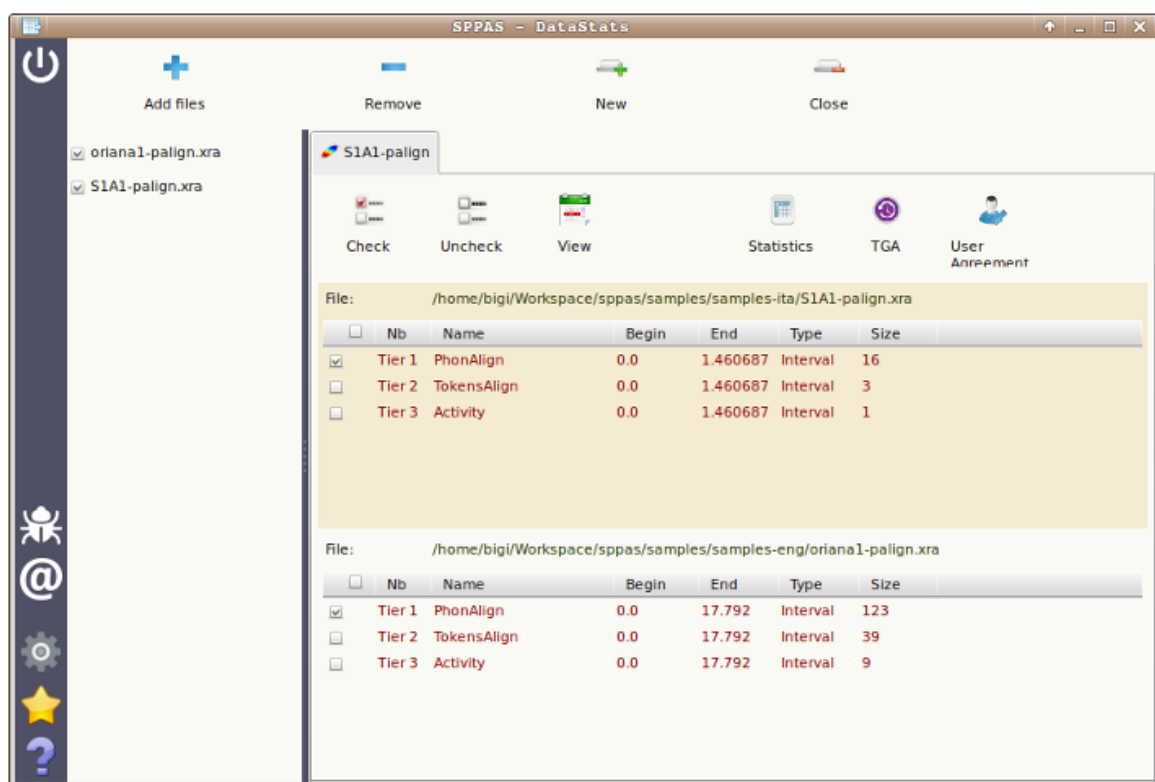 SPPAS - DataStats
Add files Remove New Close
oriana1-palign.xra
S1A1-palign.xra
S1A1-palign
Check Uncheck View Statistics TGA User
Agreement
File: /home/bigi/Workspace/sppas/samples/samples-ita/S1A1-palign.xra
Nb Name Begin End Type Size
Tier 1 PhonAlign 0.0 1.460687 Interval 16
Tier 2 TokensAlign 0.0 1.460687 Interval 3
Tier 3 Activity 0.0 1.460687 Interval 1
File: /home/bigi/Workspace/sppas/samples/samples-eng/oriana1-palign.xra
Nb Name Begin End Type Size
Tier 1 PhonAlign 0.0 17.792 Interval 123
Tier 2 TokensAlign 0.0 17.792 Interval 39
Tier 3 Activity 0.0 17.792 Interval 9